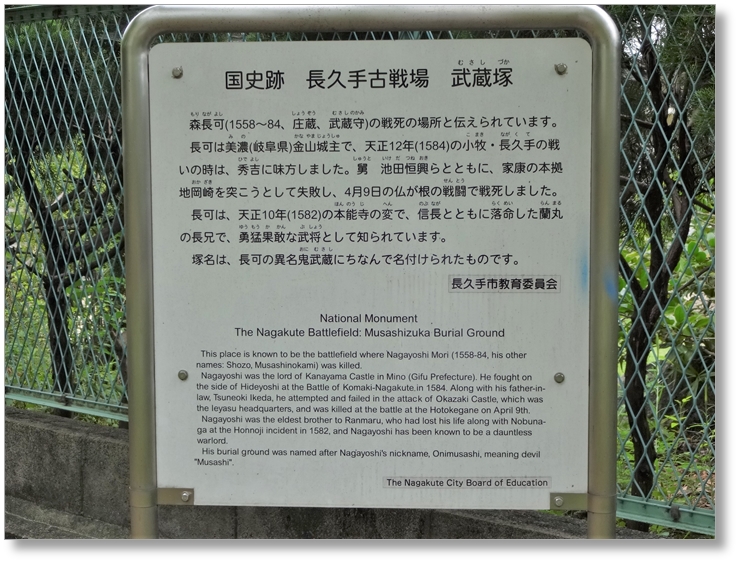 国史跡　長久手古戦場　武蔵塚
森長可(1558～84、庄蔵、武蔵守)の戦死の場所と伝えられています。
長可は美濃(岐阜県)金山城主で、天正12年(1584)の小牧・長久手の戦
いの時は、秀吉に味方しました。舅　池田恒興らとともに、家康の本拠
地岡崎を突こうとして失敗し、4月9日の仏が根の戦闘で戦死しました。
長可は、天正10年(1582)の本能寺の変で、信長とともに落命した蘭丸
の長兄で、勇猛果敢な武将として知られています。
塚名は、長可の異名鬼武蔵にちなんで名付けられたものです。
長久手市教育委員会
National Monument
The Nagakute Battlefield: Musashizuka Burial Ground
This place is known to be the battlefield where Nagayoshi Mori (1558-84, his other
names: Shozo, Musashinokami) was killed.
Nagayoshi was the lord of Kanayama Castle in Mino (Gifu Prefecture). He fought on
the side of Hideyoshi at the Battle of Komaki-Nagakute in 1584. Along with his father-in-
law, Tsuneoki Ikeda, he attempted and failed in the attack of Okazaki Castle, which was
the Ieyasu headquarters, and was killed at the battle at the Hotokegane on April 9th.
Nagayoshi was the eldest brother to Ranmaru, who had lost his life along with Nobuna-
ga at the Honnoji incident in 1582, and Nagayoshi has been known to be a dauntless
warlord.
His burial ground was named after Nagayoshi's nickname, Onimusashi, meaning devil
"Musashi".
The Nagakute City Board of Education